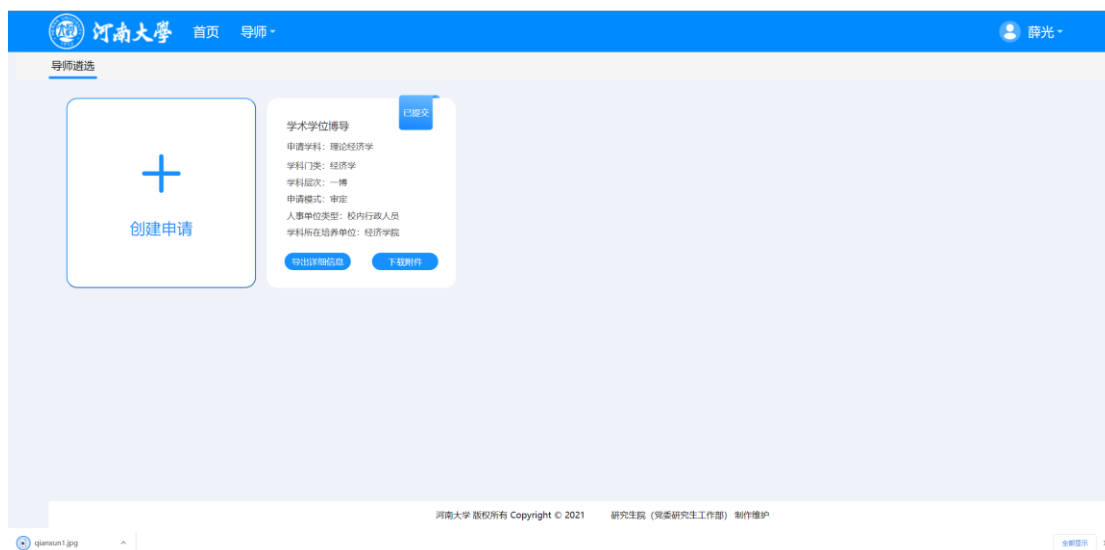 河南大學 首页 导师
薛光
导师遴选
创建申请
已提交
学术学位博导
申请学科：理论经济学
学科门类：经济学
学科层次：一博
申请模式：审定
人事单位类型：校内行政人员
学科所在培养单位：经济学院
导出详细信息 下载附件
河南大学 版权所有 Copyright © 2021 研究生院（党委研究生工作部）制作维护
qianxun1.jpg
全部显示